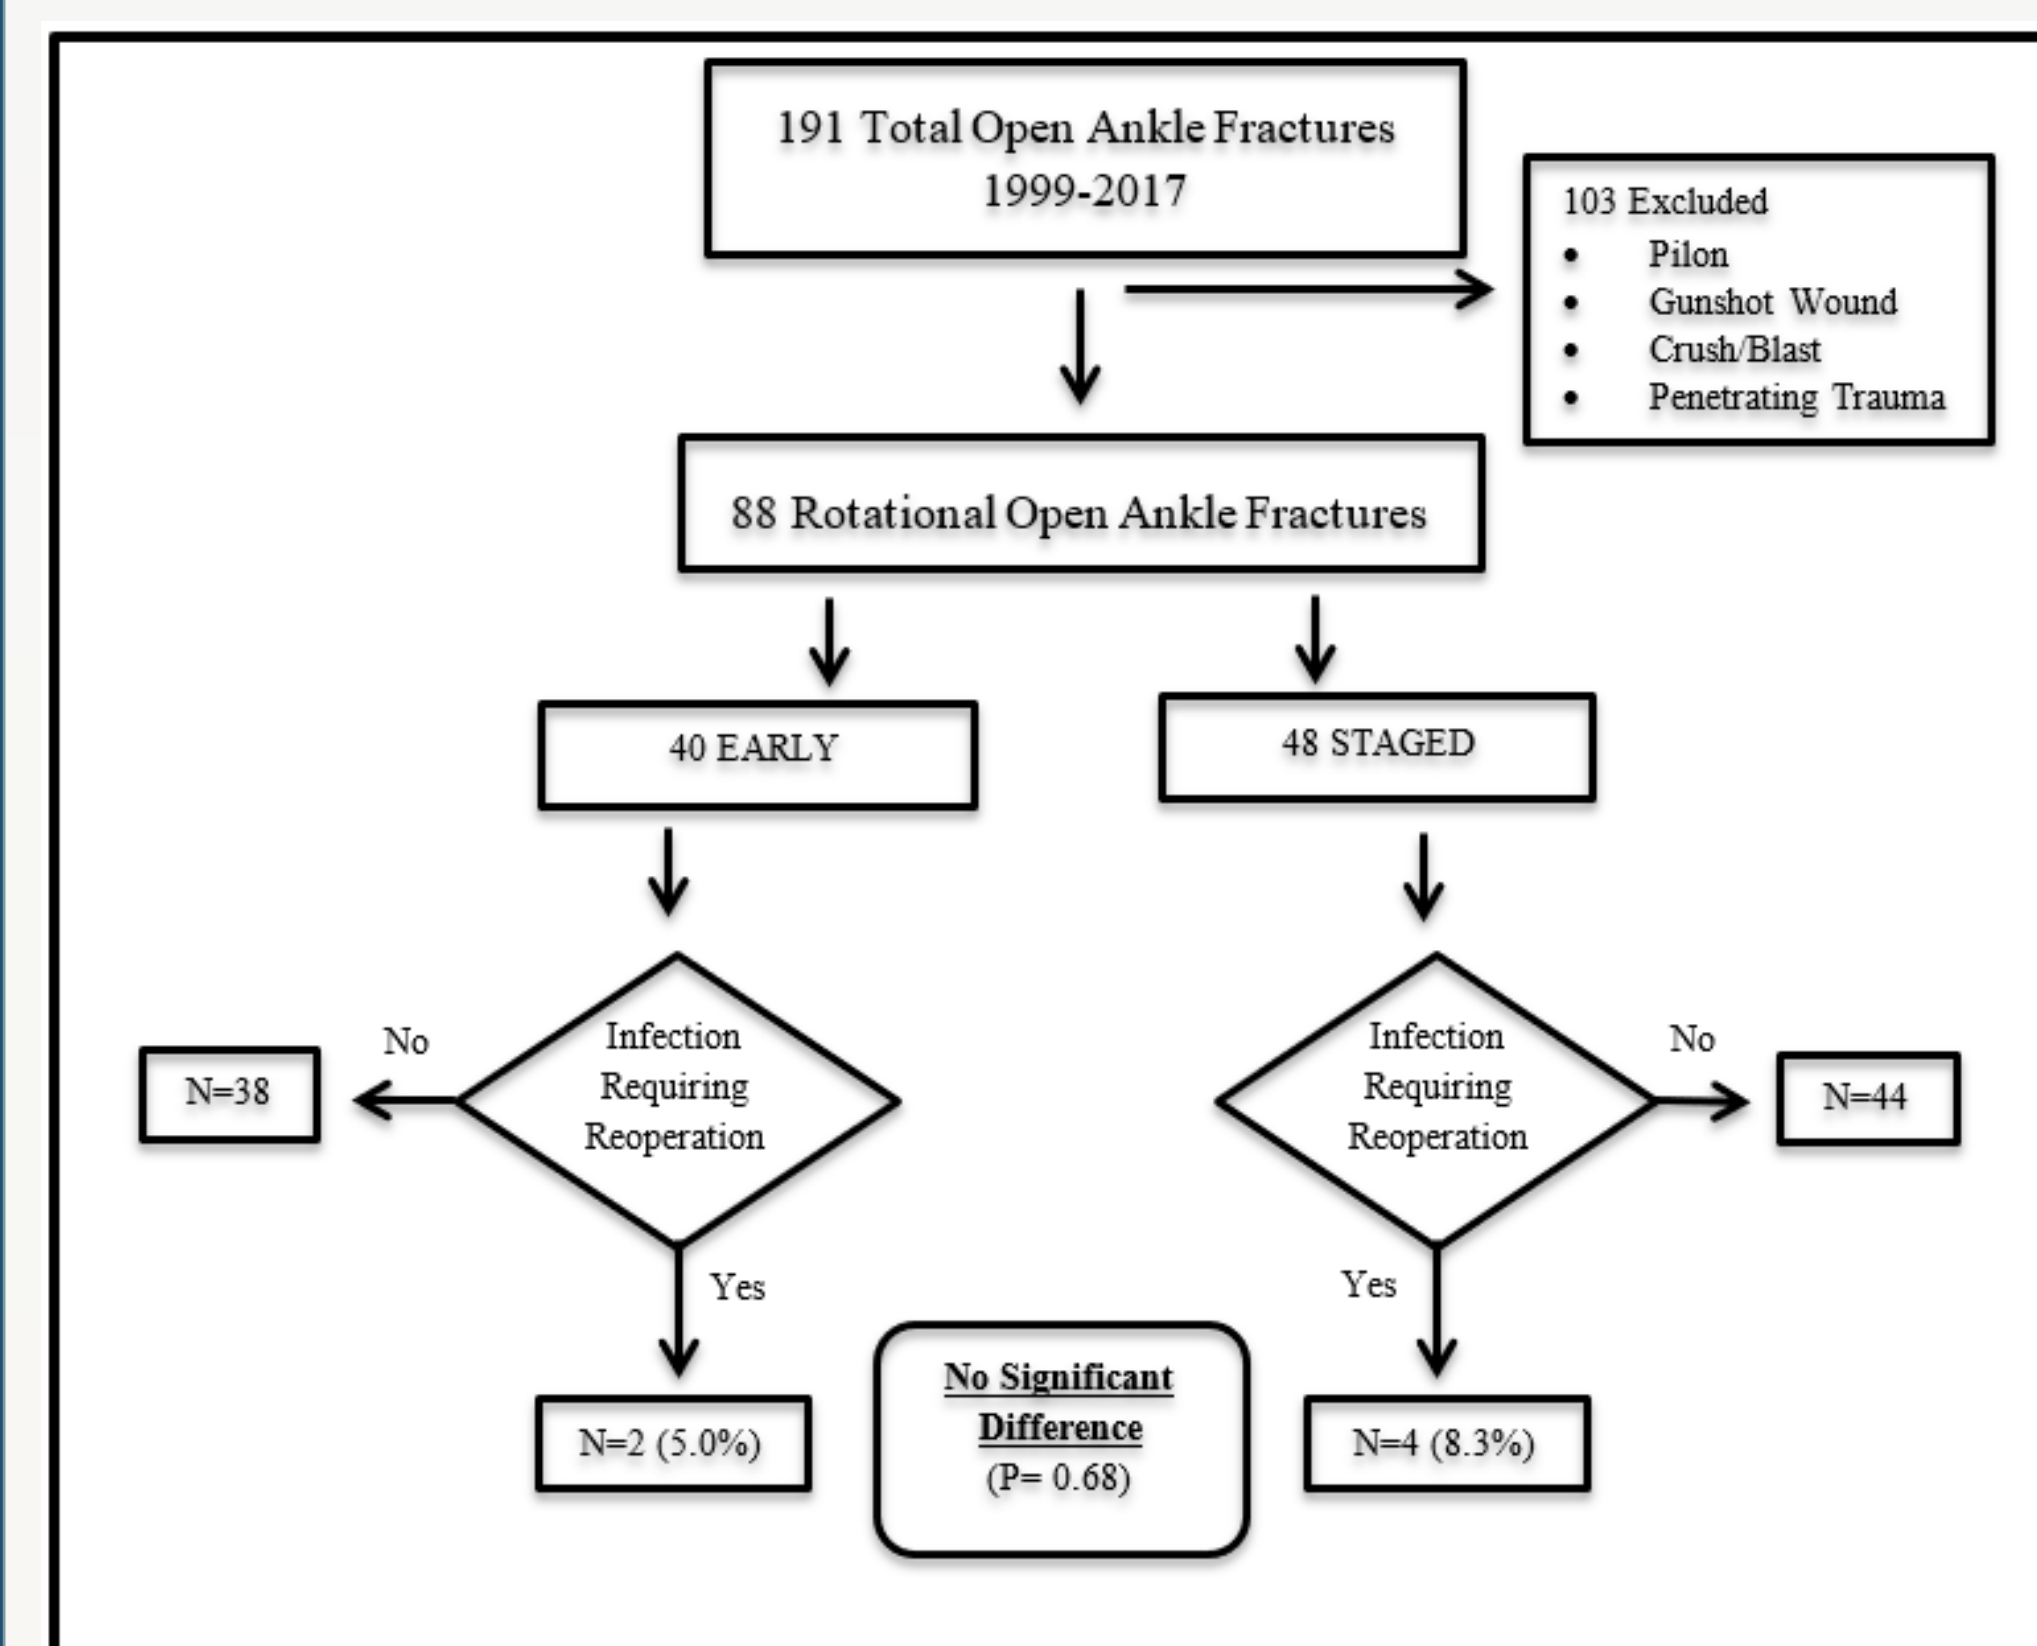 191 Total Open Ankle Fractures
1999-2017
103 Excluded
• Pilon
• Gunshot Wound
• Crush/Blast
• Penetrating Trauma
88 Rotational Open Ankle Fractures
40 EARLY
48 STAGED
Infection
Requiring
Reoperation
No
N=38
Yes
N=2 (5.0%)
Infection
Requiring
Reoperation
No
N=44
Yes
N=4 (8.3%)
No Significant
Difference
(P= 0.68)